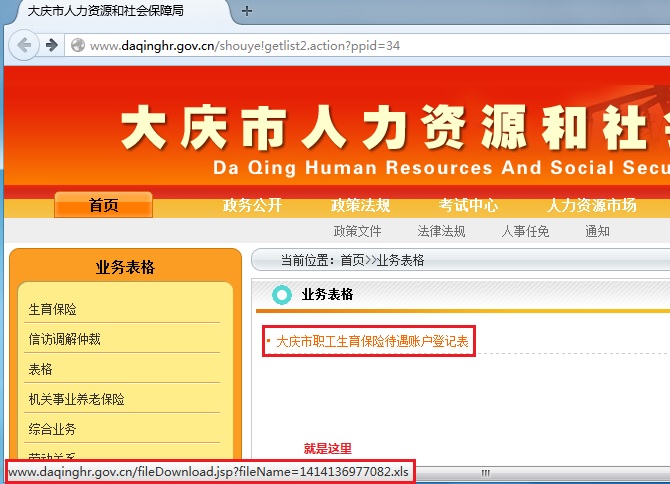 大庆市人力资源和社会保障局
www.daqinghr.gov.cn/shouye!getlist2.action?ppid=34
大庆市人力资源和社
Da Qing Human Resources And Social Secu
首页 政务公开 政策法规 考试中心 人力资源市场
政策文件 法律法规 人事任免 通知
业务表格
生育保险
信访调解仲裁
表格
机关事业养老保险
综合业务
劳动关系
当前位置：首页>>业务表格
业务表格
大庆市职工生育保险待遇账户登记表
就是这里
www.daqinghr.gov.cn/fileDownload.jsp?fileName=1414136977082.xls